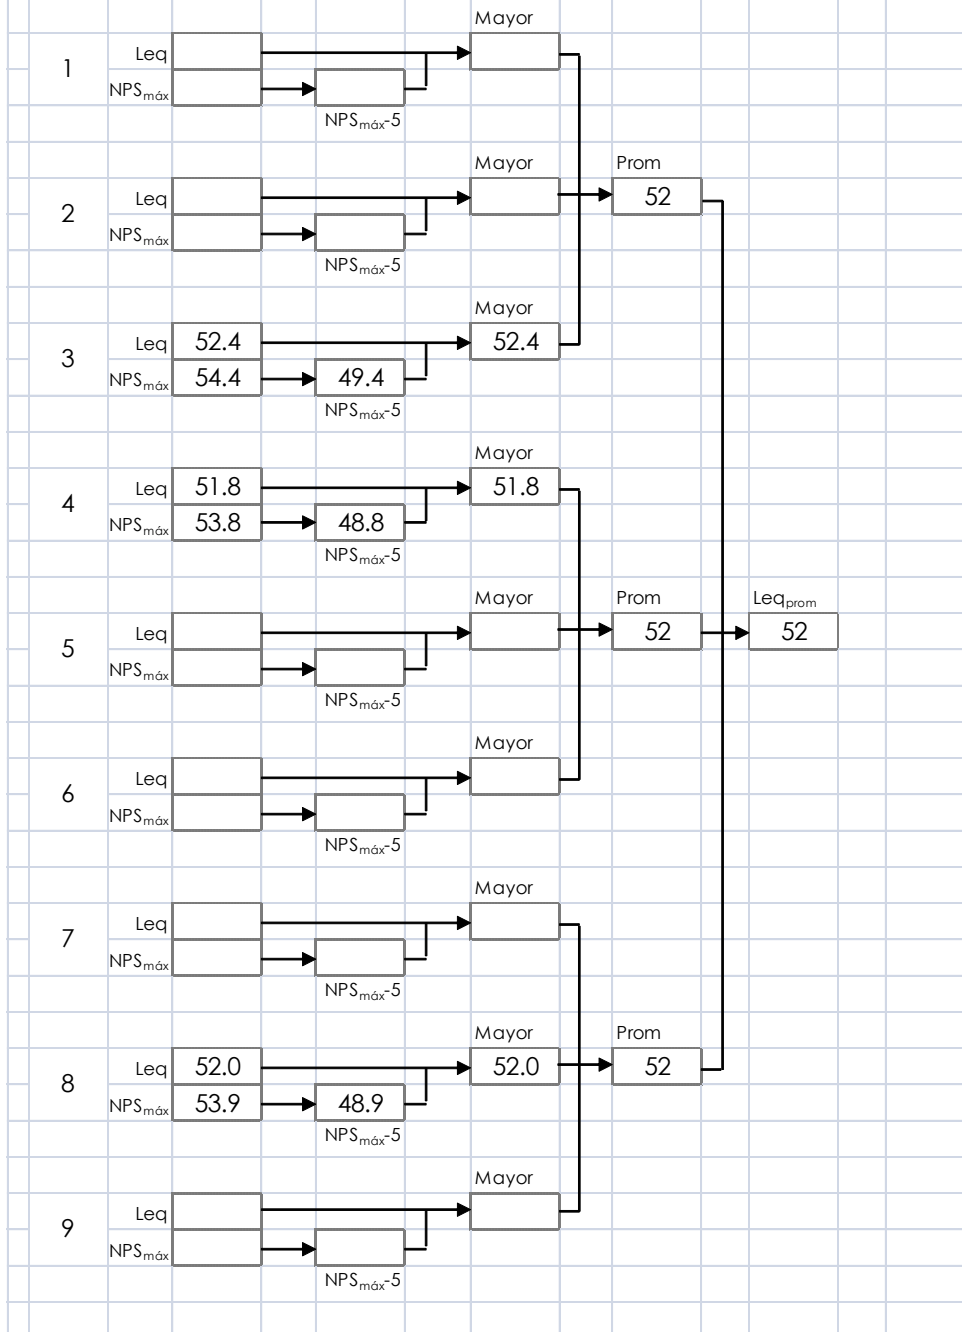 Mayor
1 Leq
NPSmáx
NPSmáx-5
Mayor Prom
2 Leq 52
NPSmáx
NPSmáx-5
Mayor
3 Leq 52.4 52.4
NPSmáx 54.4 49.4
NPSmáx-5
Mayor
4 Leq 51.8 51.8
NPSmáx 53.8 48.8
NPSmáx-5
Mayor Prom Leqprom
5 Leq 52 52
NPSmáx
NPSmáx-5
Mayor
6 Leq
NPSmáx
NPSmáx-5
Mayor
7 Leq
NPSmáx
NPSmáx-5
Mayor Prom
8 Leq 52.0 52.0 52
NPSmáx 53.9 48.9
NPSmáx-5
Mayor
9 Leq
NPSmáx
NPSmáx-5